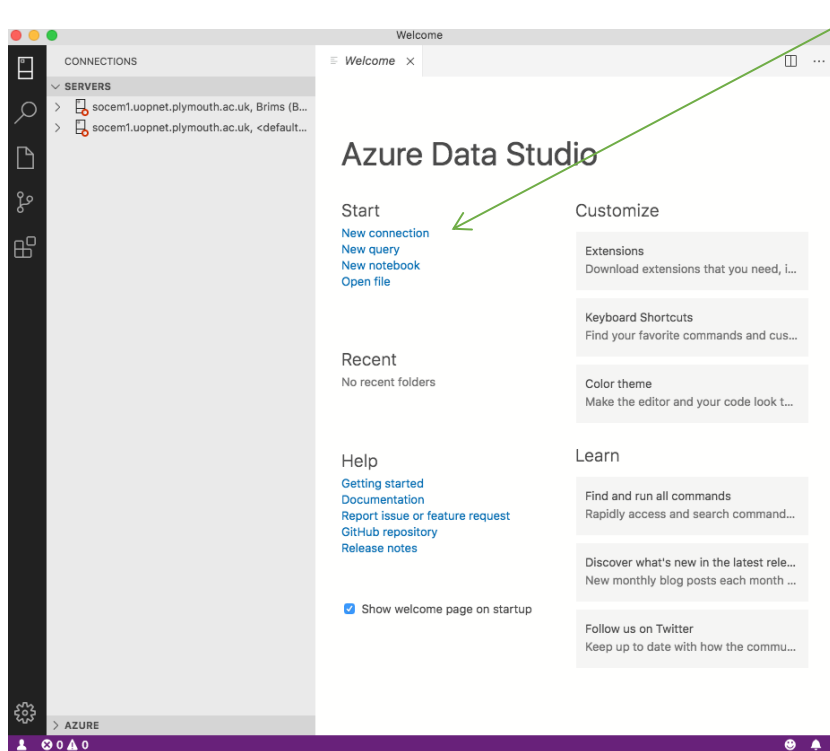 Welcome
CONNECTIONS
SERVERS
socem1.uopnet.plymouth.ac.uk, Brims (B...
socem1.uopnet.plymouth.ac.uk, <default...
AZURE
Welcome
Azure Data Studio
Start
New connection
New query
New notebook
Open file
Recent
No recent folders
Help
Getting started
Documentation
Report issue or feature request
GitHub repository
Release notes
Show welcome page on startup
Customize
Extensions
Download extensions that you need, i...
Keyboard Shortcuts
Find your favorite commands and cus...
Color theme
Make the editor and your code look t...
Learn
Find and run all commands
Rapidly access and search command...
Discover what's new in the latest rele...
New monthly blog posts each month ...
Follow us on Twitter
Keep up to date with how the commu...
0 0